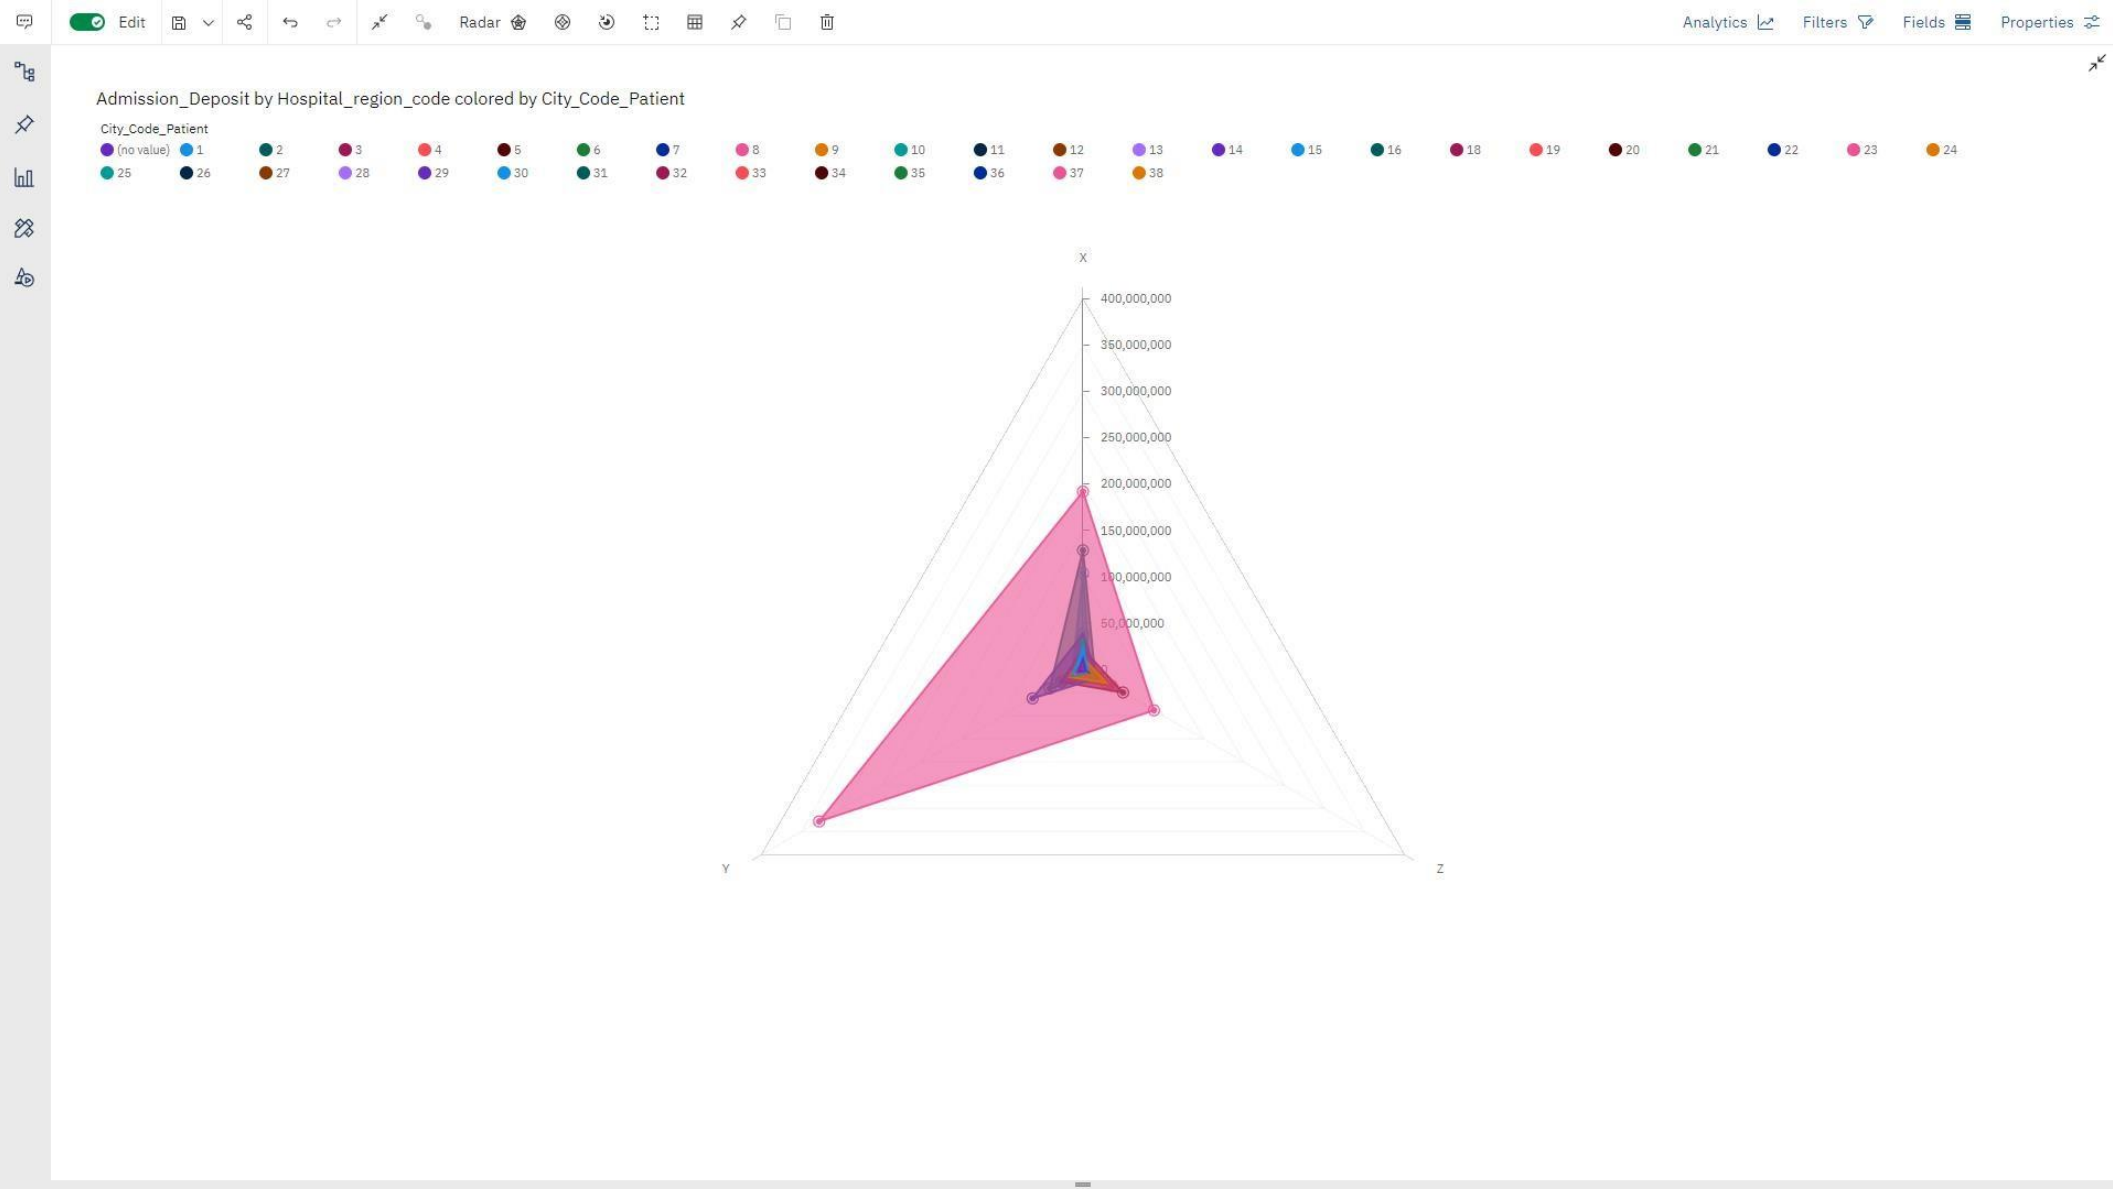 Edit Radar Analytics Filters Fields Properties
Admission_Deposit by Hospital_region_code colored by City_Code_Patient
City_Code_Patient
(no value) 1 2 3 4 5 6 7 8 9 10 11 12 13 14 15 16 18 19 20 21 22 23 24
25 26 27 28 29 30 31 32 33 34 35 36 37 38
X
400,000,000
350,000,000
300,000,000
250,000,000
200,000,000
150,000,000
100,000,000
50,000,000
0
Y Z